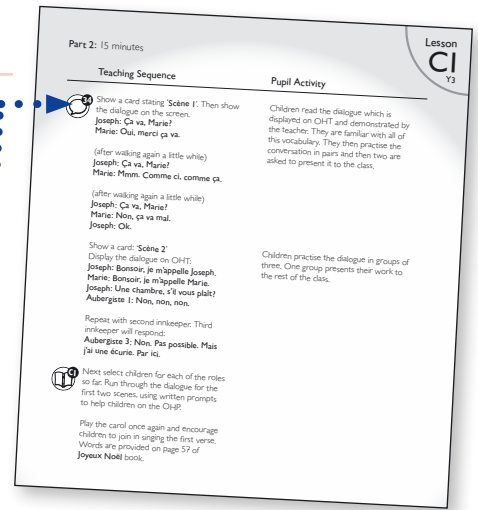 Part 2: 15 minutes
Lesson
C1
Y3
Teaching Sequence
Pupil Activity
34
Show a card stating 'Scène 1'. Then show
the dialogue on the screen.
Joseph: Ça va, Marie?
Marie: Oui, merci ça va.
(after walking again a little while)
Joseph: Ça va, Marie?
Marie: Mmm. Comme ci, comme ça.
(after walking again a little while)
Joseph: Ça va, Marie?
Marie: Non, ça va mal.
Joseph: Ok.
Show a card: 'Scène 2'
Display the dialogue on OHT:
Joseph: Bonsoir, je m'appelle Joseph.
Marie: Bonsoir, je m'appelle Marie.
Joseph: Une chambre, s'il vous plaît?
Aubergiste 1: Non, non, non.
Repeat with second innkeeper. Third
innkeeper will respond:
Aubergiste 3: Non. Pas possible. Mais
j'ai une écurie. Par ici.
C1
Next select children for each of the roles
so far. Run through the dialogue for the
first two scenes, using written prompts
to help children on the OHP.
Play the carol once again and encourage
children to join in singing the first verse.
Words are provided on page 57 of
Joyeux Noël book.
Children read the dialogue which is
displayed on OHT and demonstrated by
the teacher. They are familiar with all of
this vocabulary. They then practise the
conversation in pairs and then two are
asked to present it to the class.
Children practise the dialogue in groups of
three. One group presents their work to
the rest of the class.